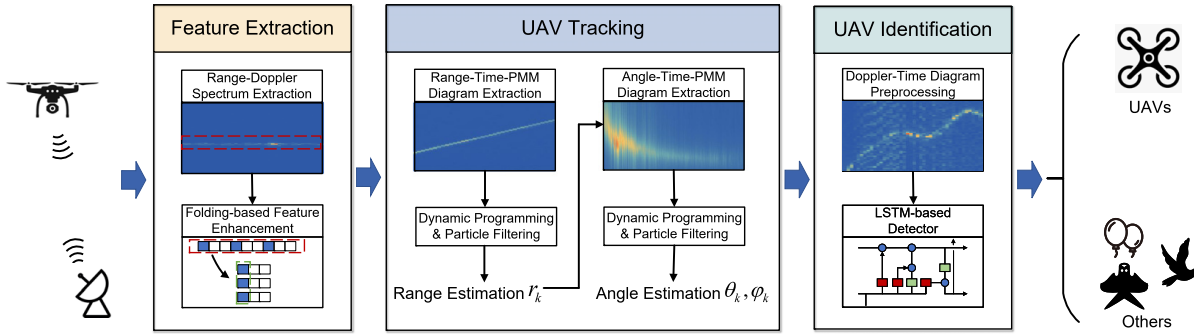 Feature Extraction
Range-Doppler
Spectrum Extraction
Folding-based Feature
Enhancement
UAV Tracking
Range-Time-PMM
Diagram Extraction
Dynamic Programming
& Particle Filtering
Range Estimation r_k
Angle-Time-PMM
Diagram Extraction
Dynamic Programming
& Particle Filtering
Angle Estimation θ_k, φ_k
UAV Identification
Doppler-Time Diagram
Preprocessing
LSTM-based
Detector
UAVs
Others